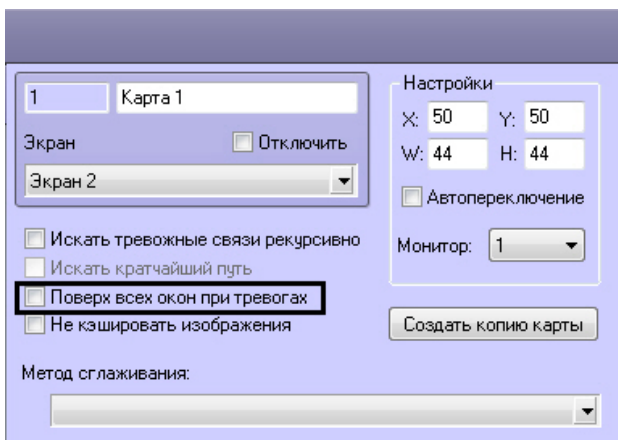 1
Карта 1
Экран
Отключить
Экран 2
Искать тревожные связи рекурсивно
Искать кратчайший путь
Поверх всех окон при тревогах
Не кэшировать изображения
Метод сглаживания:
Настройки
X: 50 Y: 50
W: 44 H: 44
Автопереключение
Монитор: 1
Создать копию карты